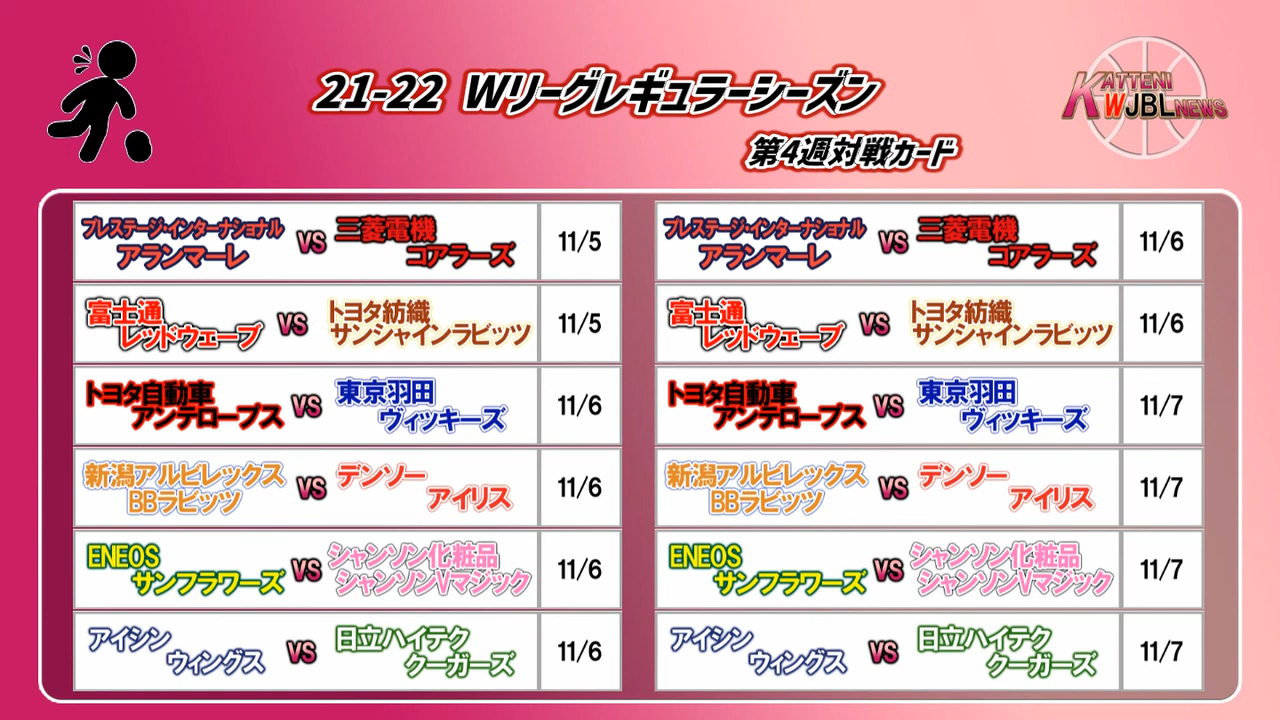 21-22 Wリーグレギュラーシーズン
第4週対戦カード
KATTENI
WJBL NEWS
プレステージ・インターナショナル
アランマーレ
VS
三菱電機
コアラーズ
11/5
プレステージ・インターナショナル
アランマーレ
VS
三菱電機
コアラーズ
11/6
富士通
レッドウェーブ
VS
トヨタ紡織
サンシャインラビッツ
11/5
富士通
レッドウェーブ
VS
トヨタ紡織
サンシャインラビッツ
11/6
トヨタ自動車
アンテロープス
VS
東京羽田
ヴィッキーズ
11/6
トヨタ自動車
アンテロープス
VS
東京羽田
ヴィッキーズ
11/7
新潟アルビレックス
BBラビッツ
VS
デンソー
アイリス
11/6
新潟アルビレックス
BBラビッツ
VS
デンソー
アイリス
11/7
ENEOS
サンフラワーズ
VS
シャンソン化粧品
シャンソンVマジック
11/6
ENEOS
サンフラワーズ
VS
シャンソン化粧品
シャンソンVマジック
11/7
アイシン
ウィングス
VS
日立ハイテク
クーガーズ
11/6
アイシン
ウィングス
VS
日立ハイテク
クーガーズ
11/7